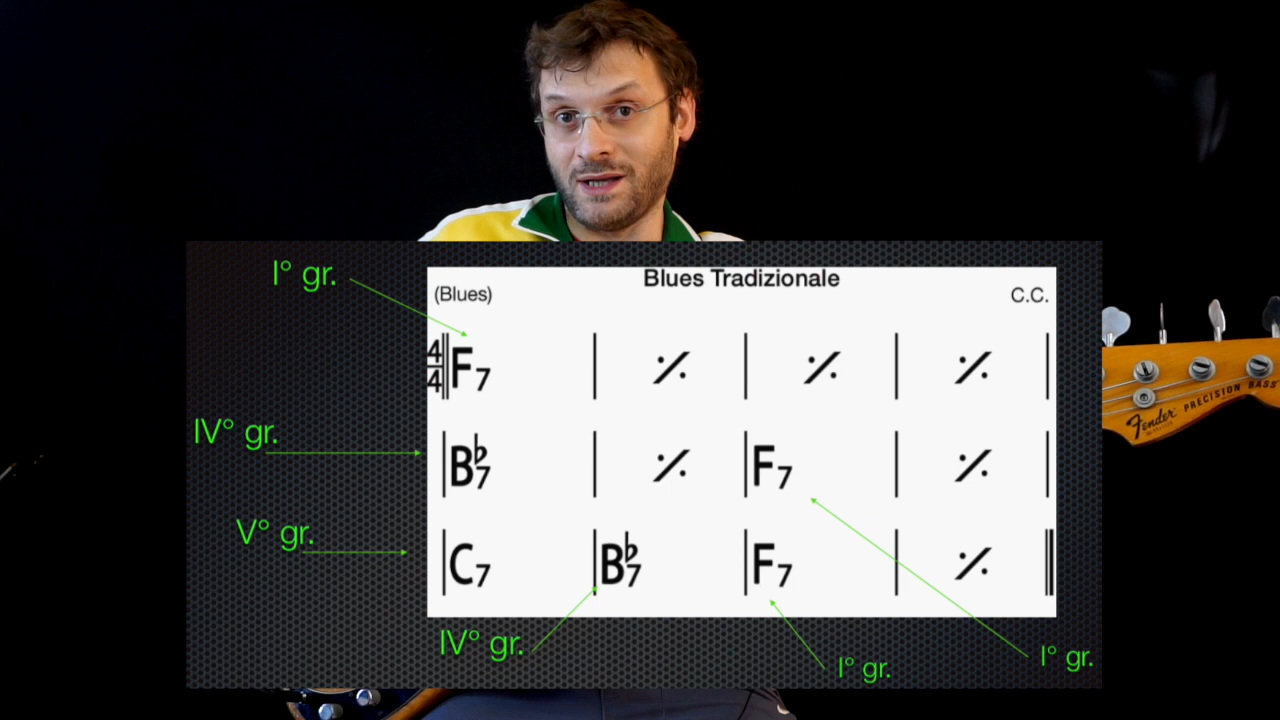 I° gr.
Blues Tradizionale
(Blues)
C.C.
4
4
F7
IV° gr.
B♭7
F7
V° gr.
C7
B♭7
F7
IV° gr.
I° gr.
I° gr.
Fender
PRECISION BASS